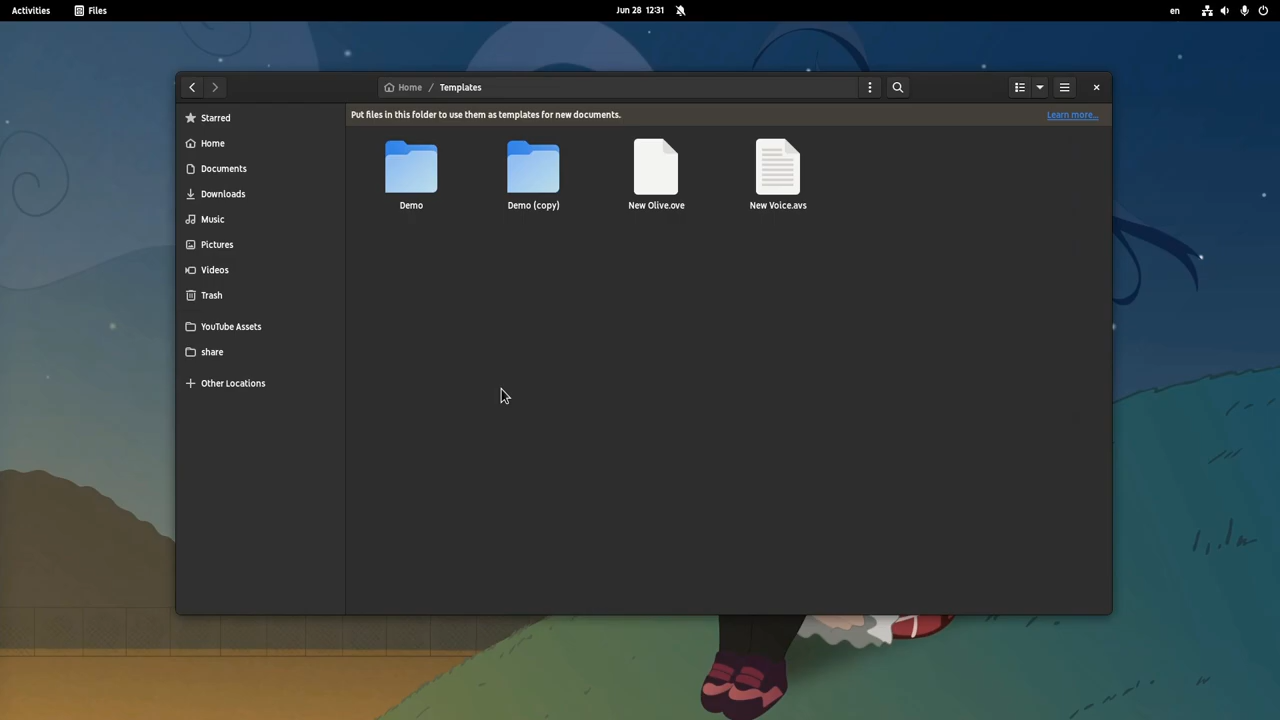 Activities Files Jun 28 12:31 en
Home / Templates
Put files in this folder to use them as templates for new documents. Learn more...
Starred
Home
Documents
Downloads
Music
Pictures
Videos
Trash
YouTube Assets
share
Other Locations
Demo Demo (copy) New Olive.ove New Voice.avs